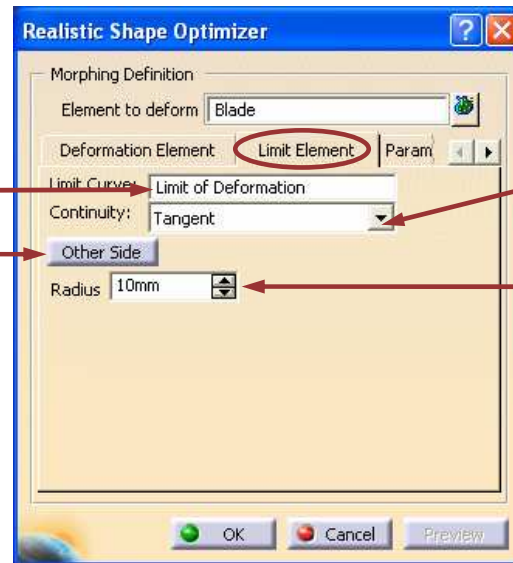 Realistic Shape Optimizer
Morphing Definition
Element to deform Blade
Deformation Element Limit Element Param
Limit Curve: Limit of Deformation
Continuity: Tangent
Other Side
Radius 10mm
OK Cancel Preview